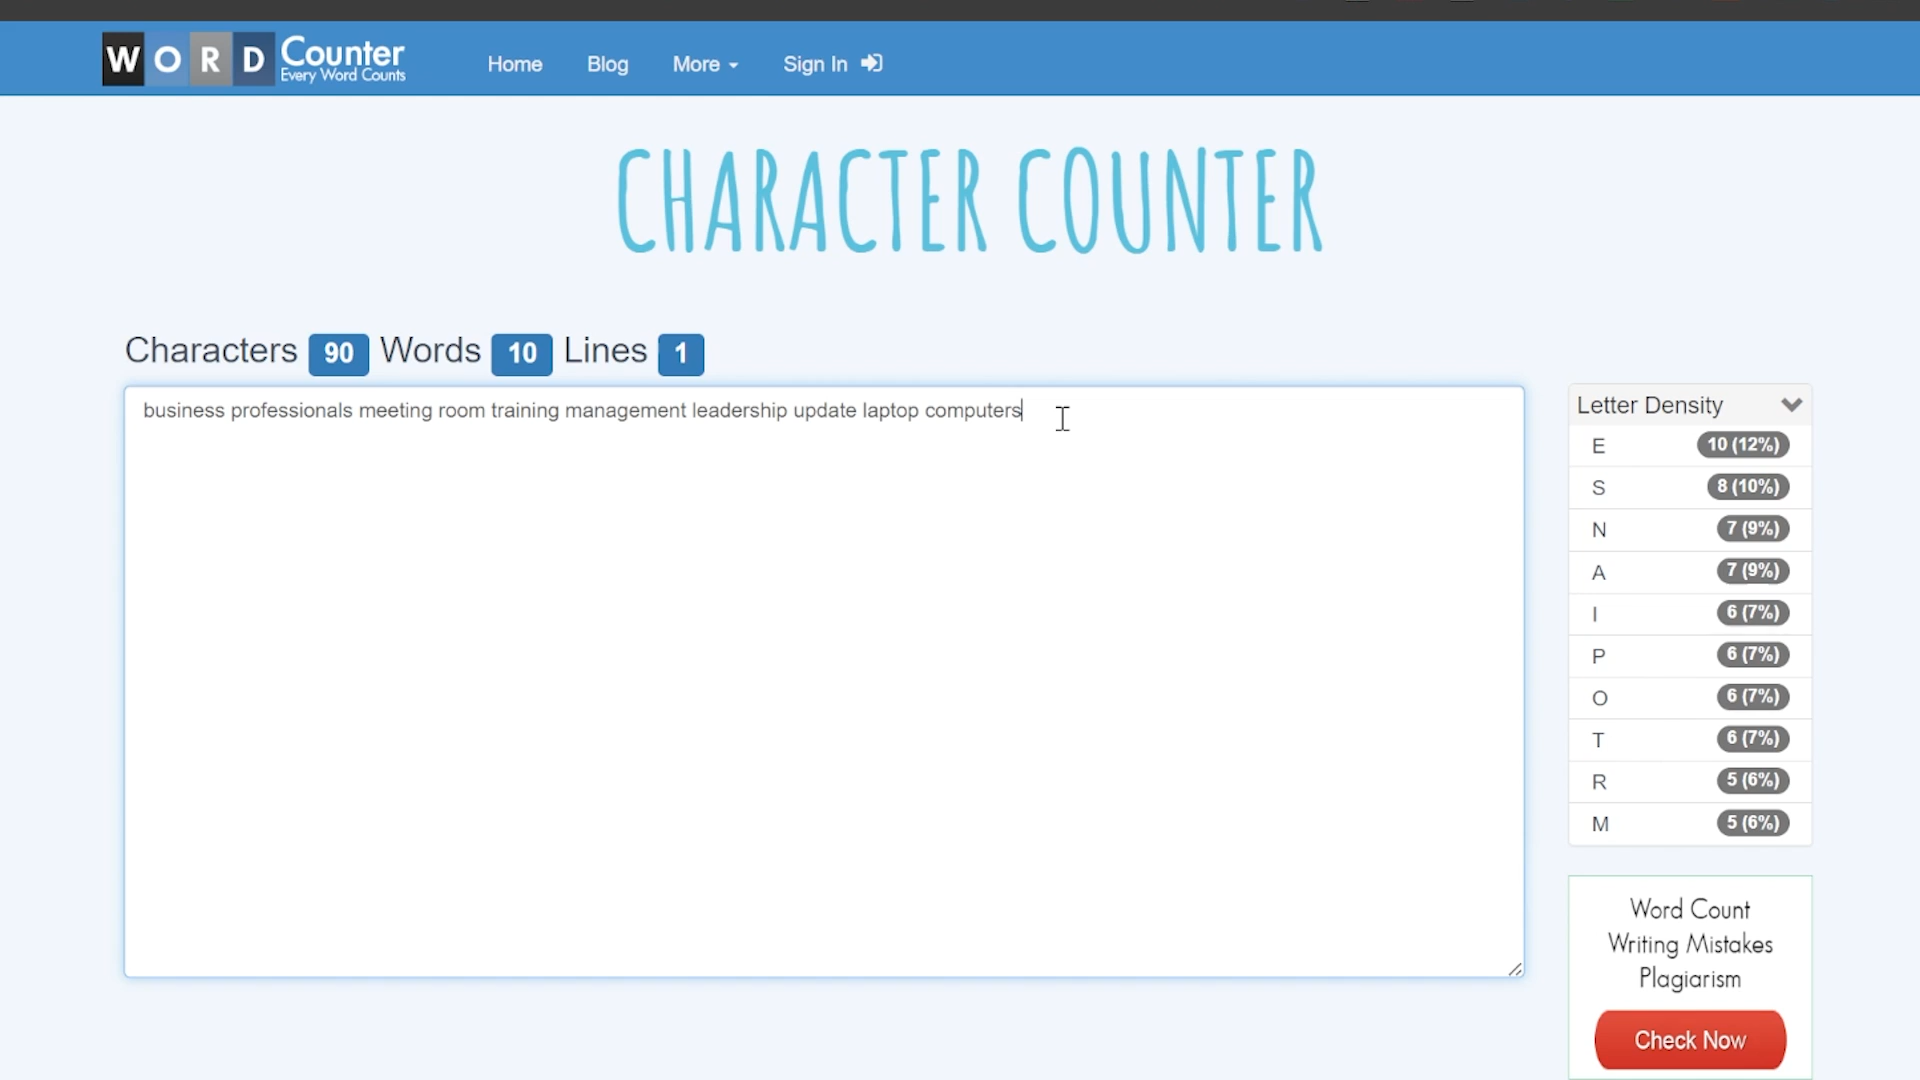 WORD Counter
Every Word Counts
Home Blog More Sign In
CHARACTER COUNTER
Characters 90 Words 10 Lines 1
business professionals meeting room training management leadership update laptop computers
Letter Density
E 10 (12%)
S 8 (10%)
N 7 (9%)
A 7 (9%)
I 6 (7%)
P 6 (7%)
O 6 (7%)
T 6 (7%)
R 5 (6%)
M 5 (6%)
Word Count
Writing Mistakes
Plagiarism
Check Now